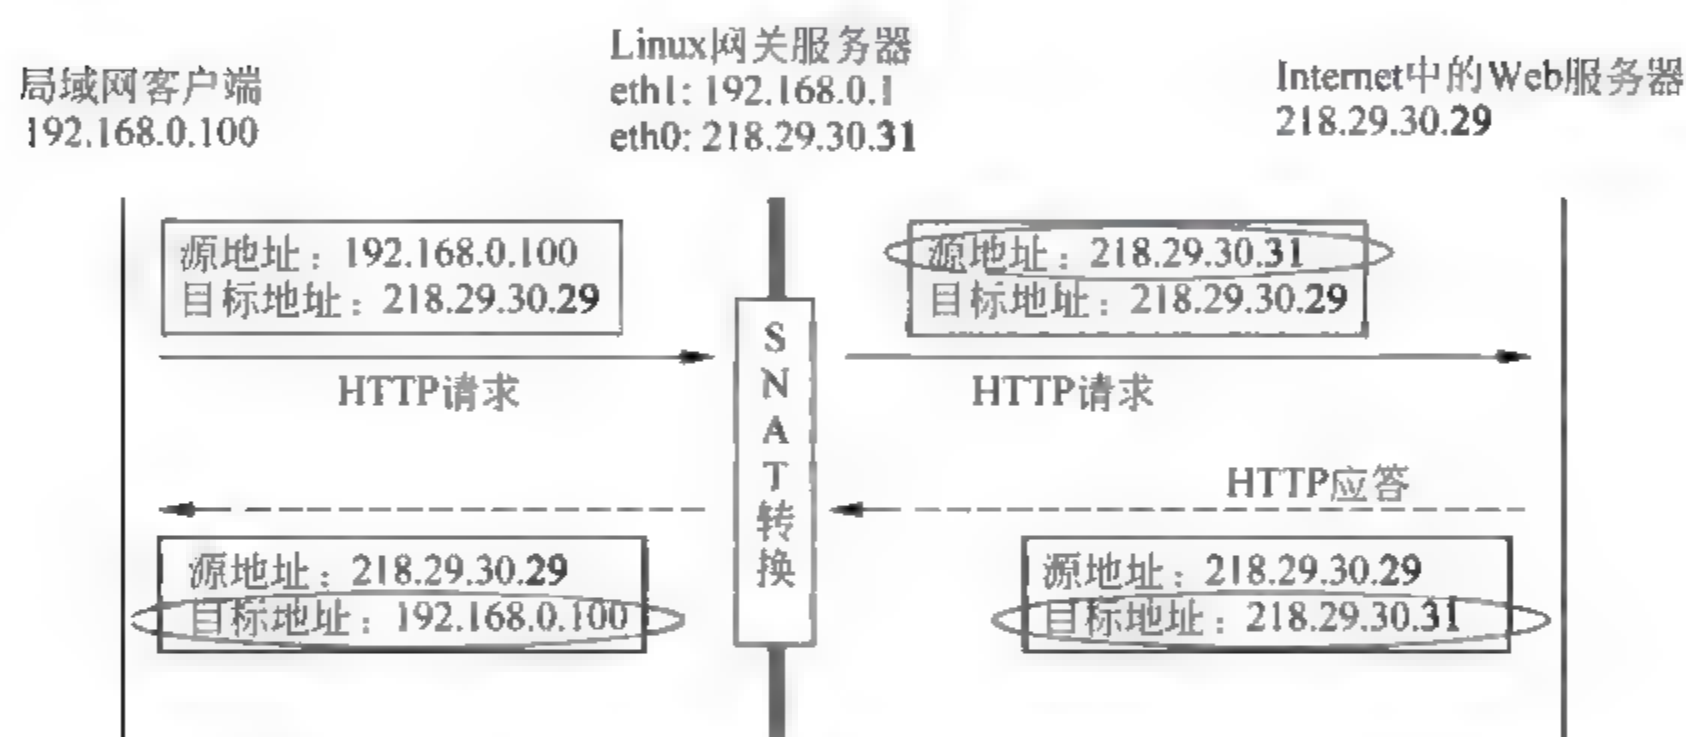 局域网客户端
192.168.0.100
Linux网关服务器
eth1: 192.168.0.1
eth0: 218.29.30.31
Internet中的Web服务器
218.29.30.29
源地址：192.168.0.100
目标地址：218.29.30.29
HTTP请求
源地址：218.29.30.31
目标地址：218.29.30.29
HTTP请求
SNAT转换
HTTP应答
源地址：218.29.30.29
目标地址：192.168.0.100
源地址：218.29.30.29
目标地址：218.29.30.31